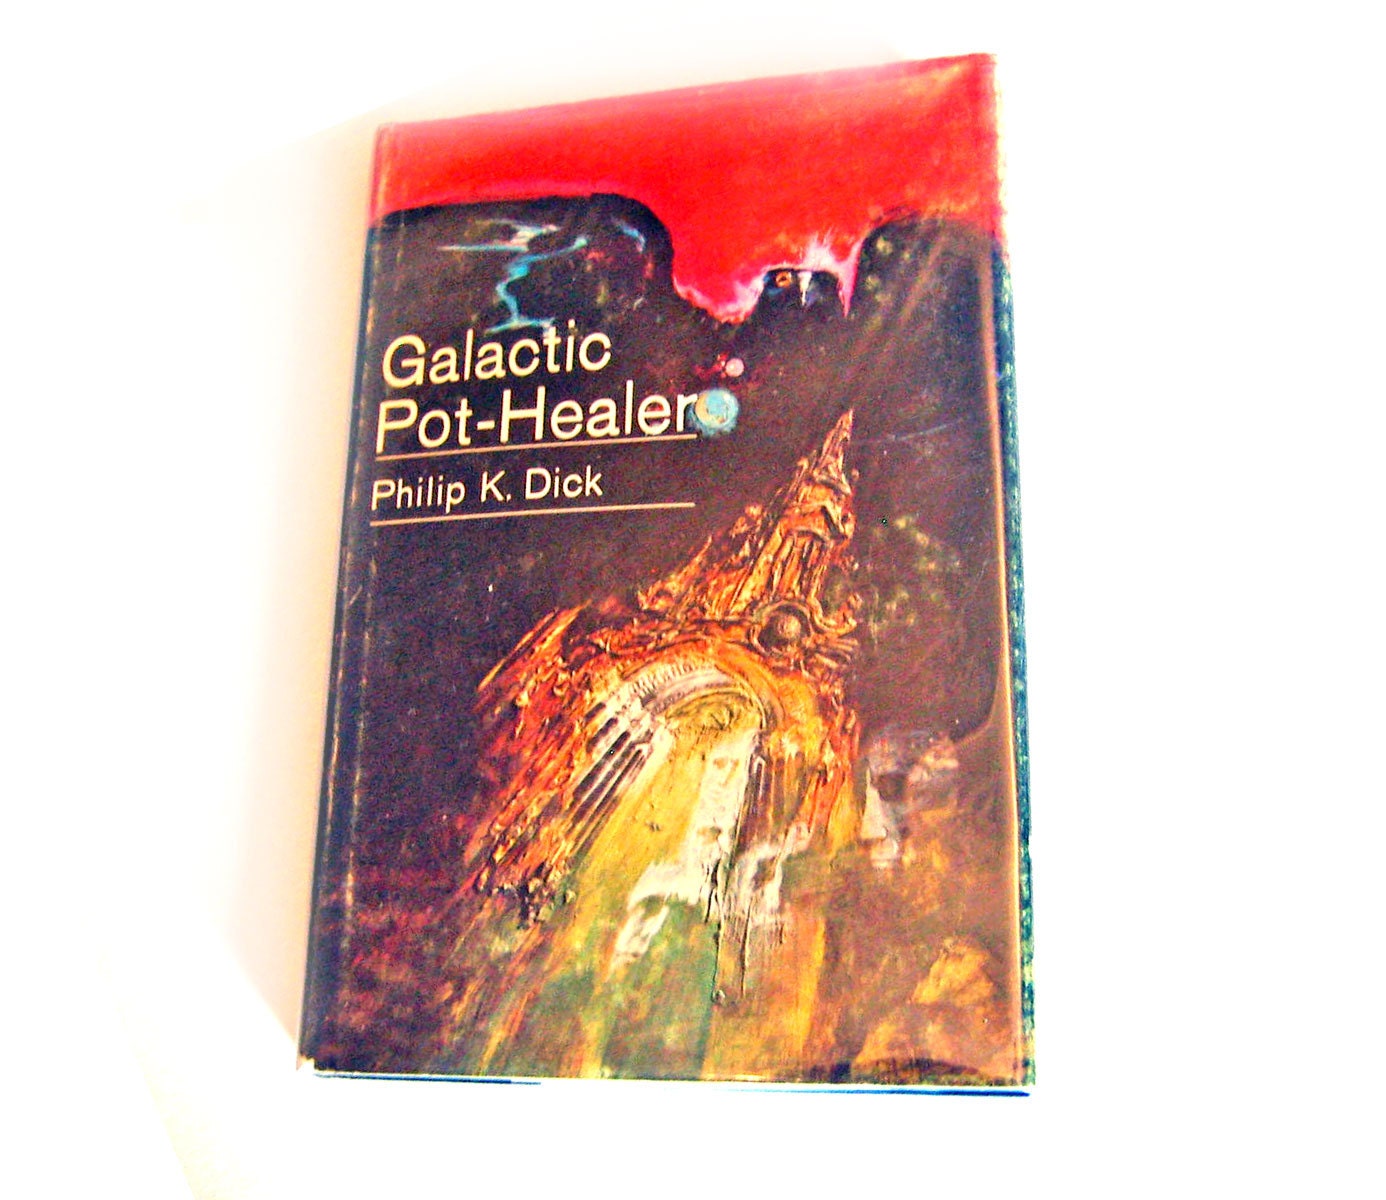 Galactic
Pot-Healer
Philip K. Dick